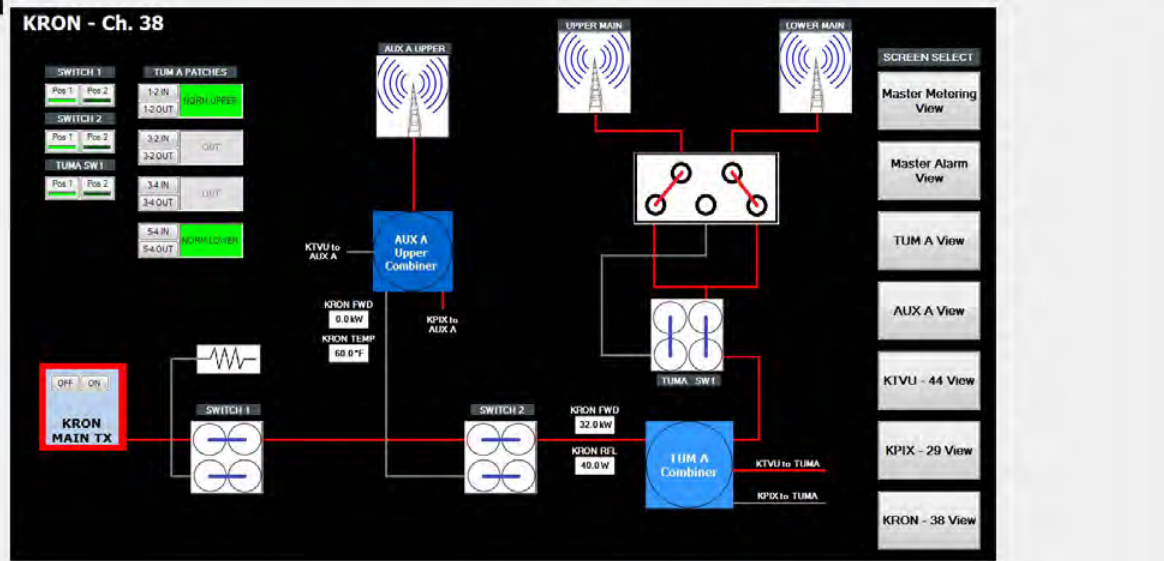 KRON - Ch. 38
UPPER MAIN
LOWER MAIN
AUX A UPPER
SCREEN SELECT
SWITCH 1
Pos 1 Pos 2
SWITCH 2
Pos 1 Pos 2
TUMA SW1
Pos 1 Pos 2
TUM A PATCHES
1-2 IN
1-2 OUT
NORM UPPER
3-2 IN
3-2 OUT
OUT
3-4 IN
3-4 OUT
OUT
5-4 IN
5-4 OUT
NORM LOWER
Master Metering
View
Master Alarm
View
TUM A View
AUX A View
KTVU - 44 View
KPIX - 29 View
KRON - 38 View
KTVU to
AUX A
AUX A
Upper
Combiner
KRON FWD
0.0 kW
KRON TEMP
60.0 °F
KPIX to
AUX A
TUMA SW1
OFF ON
KRON
MAIN TX
SWITCH 1
SWITCH 2
KRON FWD
32.0 kW
KRON RFL
40.0 W
TUM A
Combiner
KTVU to TUMA
KPIX to TUMA